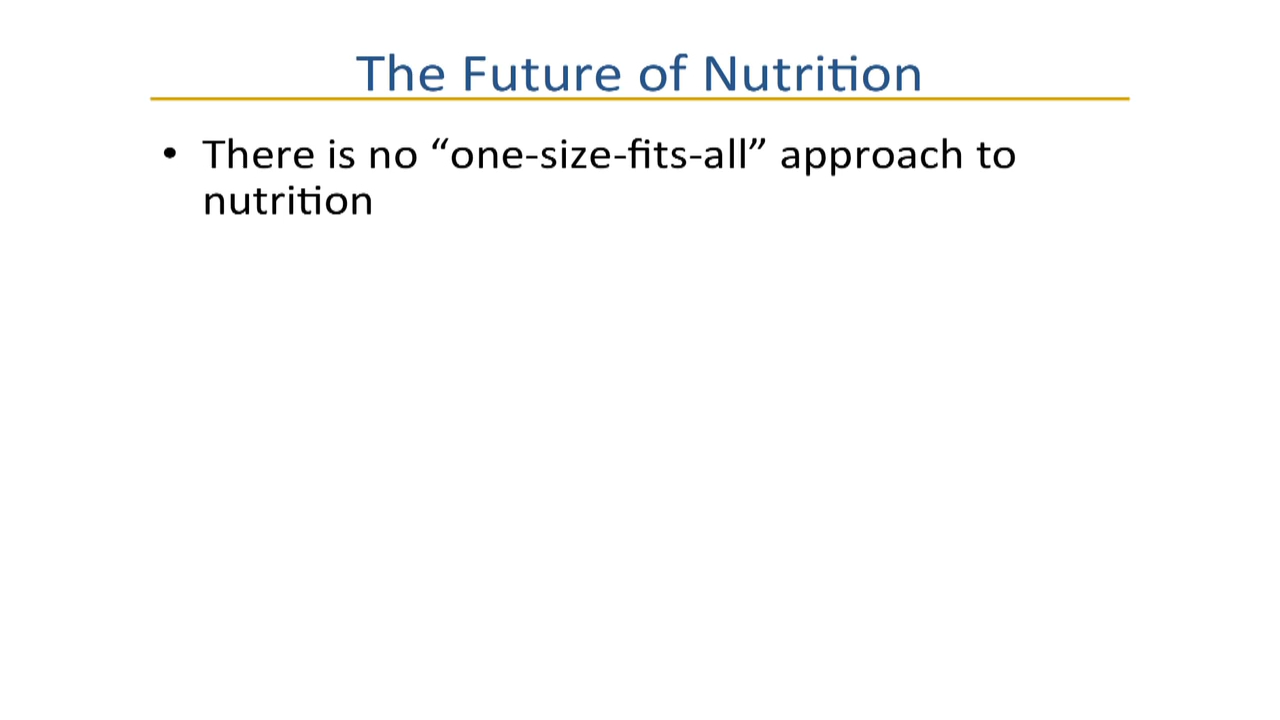 The Future of Nutrition
• There is no “one-size-fits-all” approach to
nutrition